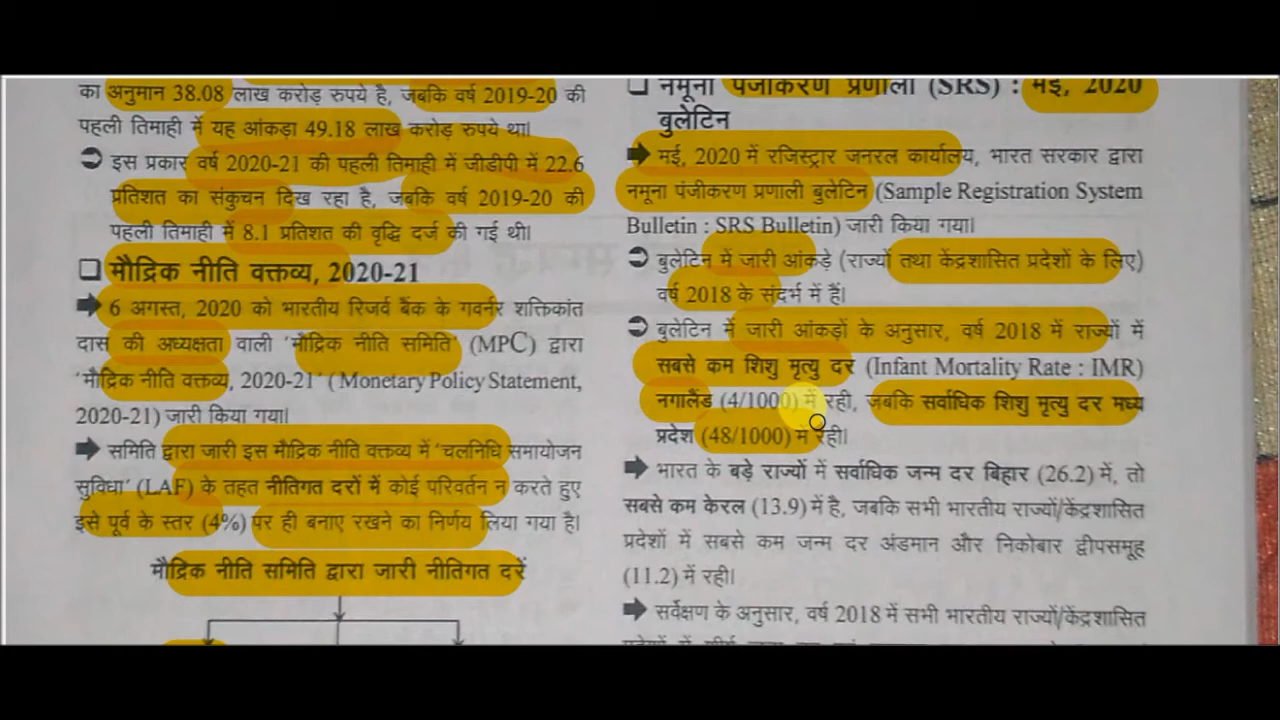 का अनुमान 38.08 लाख करोड़ रुपये है, जबकि वर्ष 2019-20 की
पहली तिमाही में यह आंकड़ा 49.18 लाख करोड़ रुपये था।
इस प्रकार वर्ष 2020-21 की पहली तिमाही में जीडीपी में 22.6
प्रतिशत का संकुचन दिख रहा है, जबकि वर्ष 2019-20 की
पहली तिमाही में 8.1 प्रतिशत की वृद्धि दर्ज की गई थी।
मौद्रिक नीति वक्तव्य, 2020-21
6 अगस्त, 2020 को भारतीय रिजर्व बैंक के गवर्नर शक्तिकांत
दास की अध्यक्षता वाली 'मौद्रिक नीति समिति' (MPC) द्वारा
'मौद्रिक नीति वक्तव्य, 2020-21' (Monetary Policy Statement,
2020-21) जारी किया गया।
समिति द्वारा जारी इस मौद्रिक नीति वक्तव्य में 'चलनिधि समायोजन
सुविधा' (LAF) के तहत नीतिगत दरों में कोई परिवर्तन न करते हुए
इसे पूर्व के स्तर (4%) पर ही बनाए रखने का निर्णय लिया गया है।
मौद्रिक नीति समिति द्वारा जारी नीतिगत दरें
नमूना पंजीकरण प्रणाली (SRS) : मई, 2020
बुलेटिन
मई, 2020 में रजिस्ट्रार जनरल कार्यालय, भारत सरकार द्वारा
नमूना पंजीकरण प्रणाली बुलेटिन (Sample Registration System
Bulletin : SRS Bulletin) जारी किया गया।
बुलेटिन में जारी आंकड़े (राज्यों तथा केंद्रशासित प्रदेशों के लिए)
वर्ष 2018 के संदर्भ में हैं।
बुलेटिन में जारी आंकड़ों के अनुसार, वर्ष 2018 में राज्यों में
सबसे कम शिशु मृत्यु दर (Infant Mortality Rate : IMR)
नगालैंड (4/1000) में रही, जबकि सर्वाधिक शिशु मृत्यु दर मध्य
प्रदेश (48/1000) में रही।
भारत के बड़े राज्यों में सर्वाधिक जन्म दर बिहार (26.2) में, तो
सबसे कम केरल (13.9) में है, जबकि सभी भारतीय राज्यों/केंद्रशासित
प्रदेशों में सबसे कम जन्म दर अंडमान और निकोबार द्वीपसमूह
(11.2) में रही।
सर्वेक्षण के अनुसार, वर्ष 2018 में सभी भारतीय राज्यों/केंद्रशासित